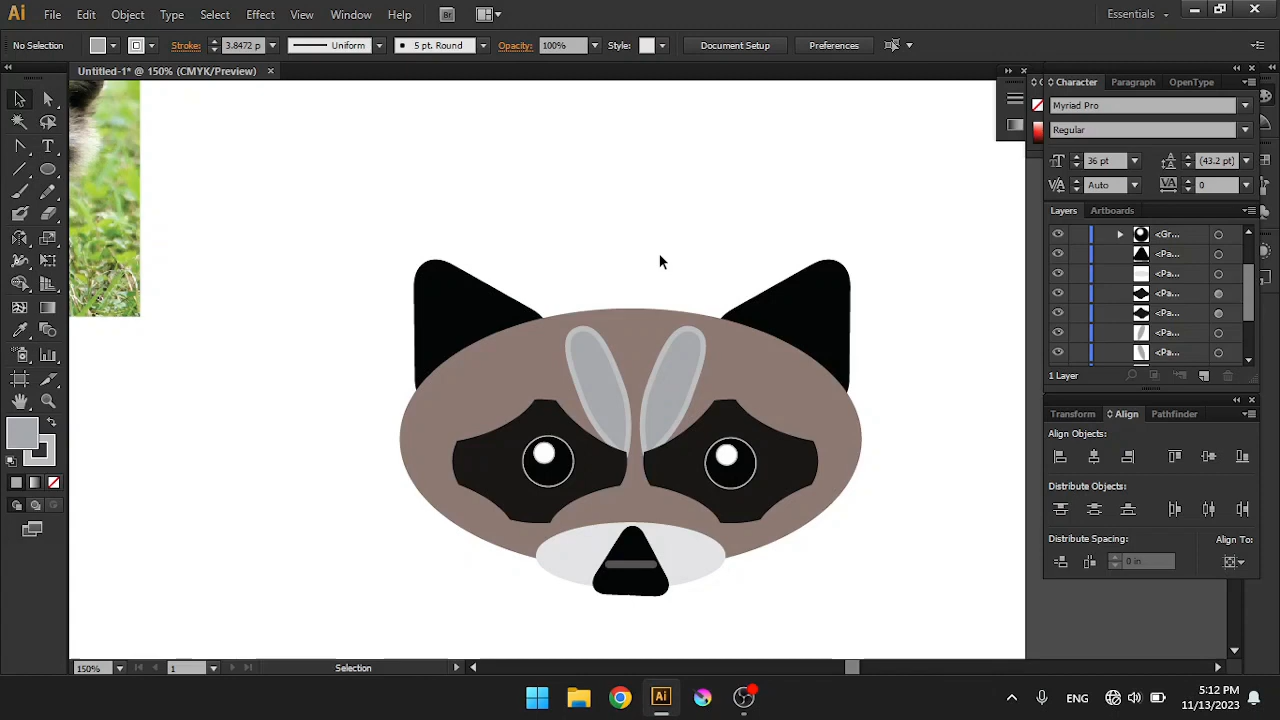 Ai File Edit Object Type Select Effect View Window Help Br Essentials
No Selection Stroke: 3.8472 p Uniform 5 pt. Round Opacity: 100% Style: Document Setup Preferences
Untitled-1* @ 150% (CMYK/Preview)
Character Paragraph OpenType
Myriad Pro
Regular
36 pt (43.2 pt)
Auto 0
Layers Artboards
<Gr...
<Pa...
<Pa...
<Pa...
<Pa...
<Pa...
<Pa...
1 Layer
Transform Align Pathfinder
Align Objects:
Distribute Objects:
Distribute Spacing: Align To:
0 in
150% 1 Selection
Ai ENG 5:12 PM